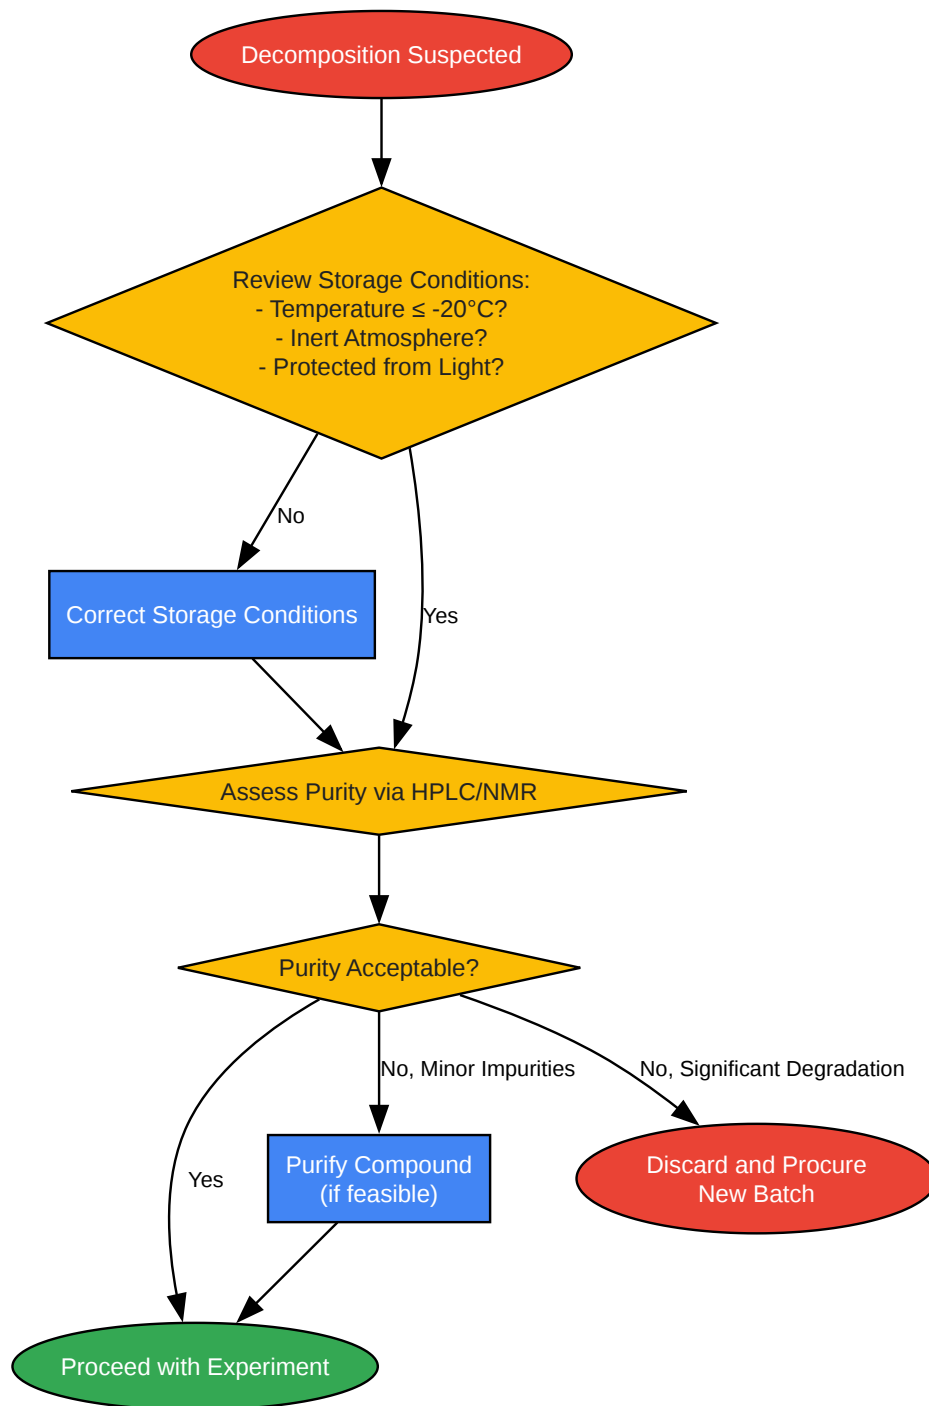 Decomposition Suspected
Review Storage Conditions:
- Temperature ≤ -20°C?
- Inert Atmosphere?
- Protected from Light?
No
Correct Storage Conditions
Yes
Assess Purity via HPLC/NMR
Purity Acceptable?
No, Minor Impurities
No, Significant Degradation
Yes
Purify Compound
(if feasible)
Discard and Procure
New Batch
Proceed with Experiment